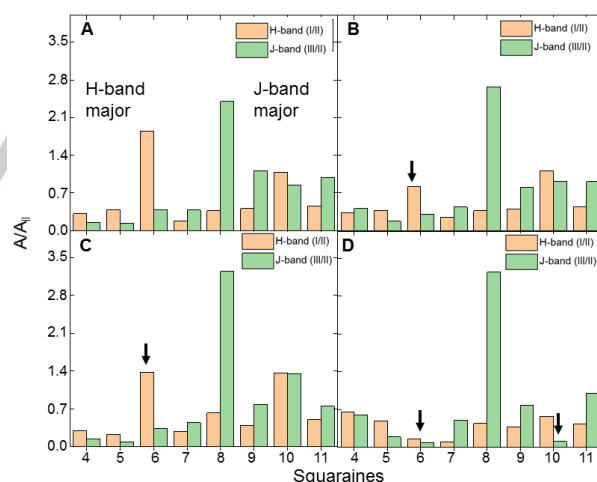 A
H-band (I/II)
J-band (III/II)
H-band
major
J-band
major
B
H-band (I/II)
J-band (III/II)
3.5
2.8
2.1
1.4
0.7
0.0
A/A||
C
H-band (I/II)
J-band (III/II)
D
H-band (I/II)
J-band (III/II)
3.5
2.8
2.1
1.4
0.7
0.0
4 5 6 7 8 9 10 11
4 5 6 7 8 9 10 11
Squaraines